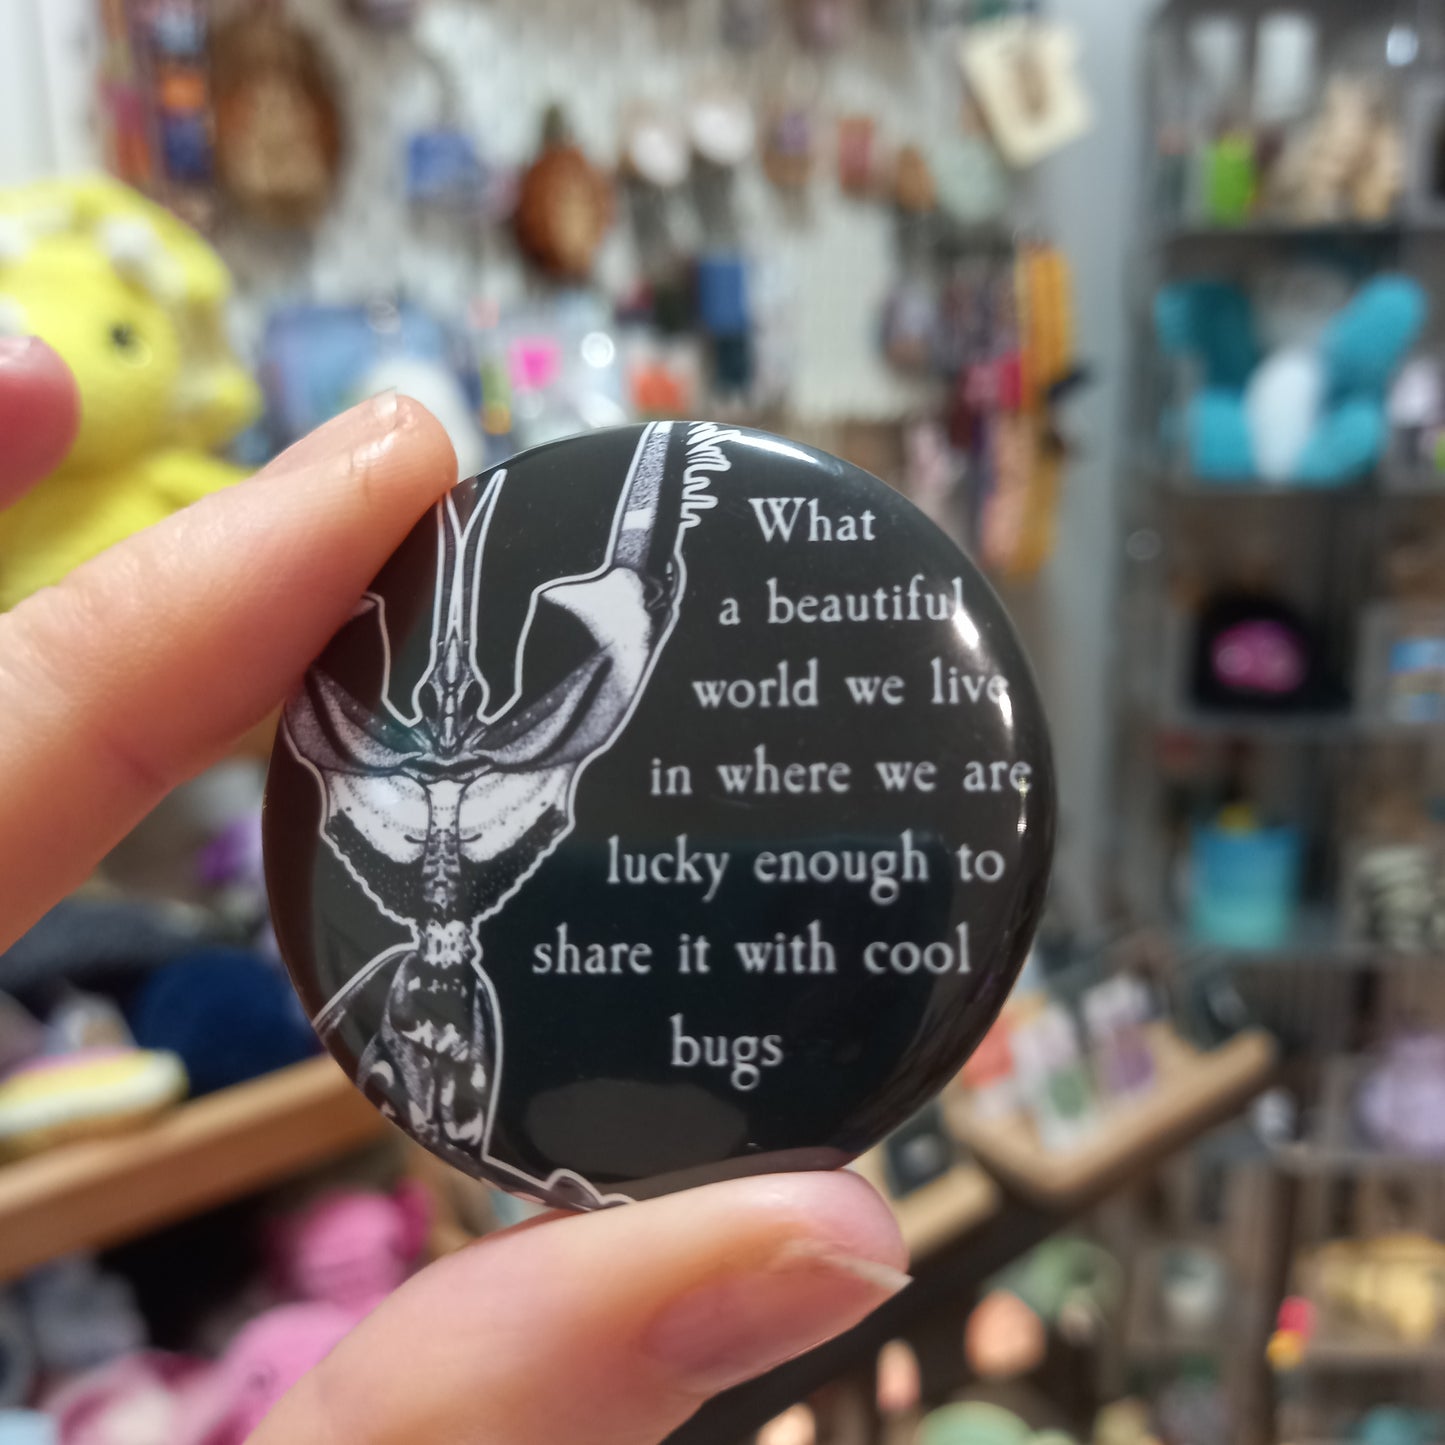 What
a beautiful
world we live
in where we are
lucky enough to
share it with cool
bugs